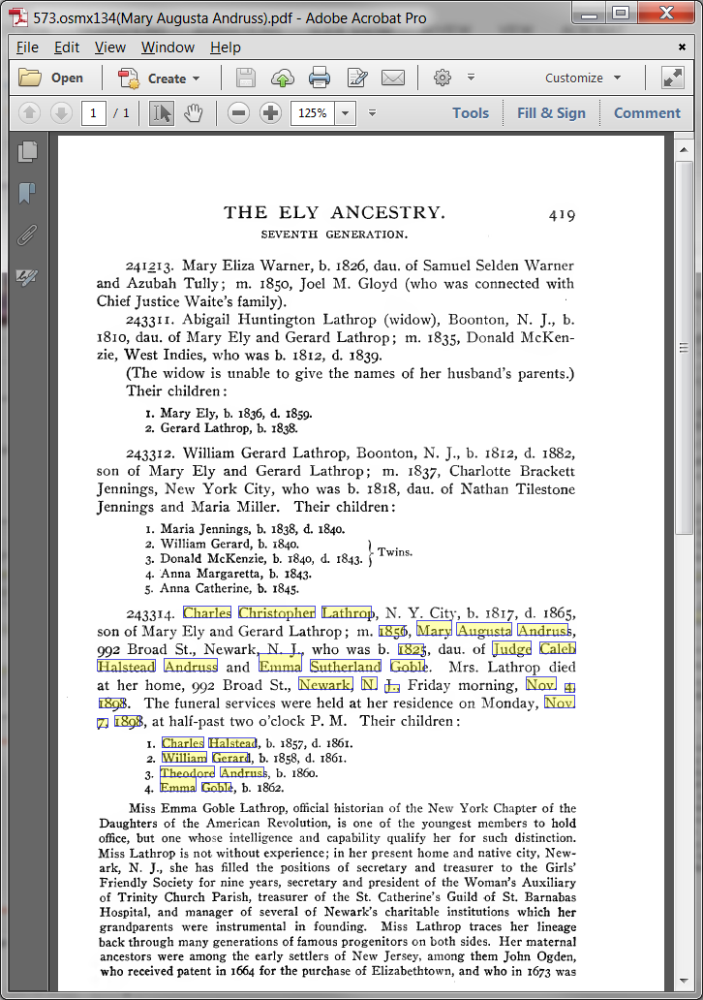 573.osmx134(Mary Augusta Andruss).pdf - Adobe Acrobat Pro
File Edit View Window Help
Open Create Customize
1 / 1 125% Tools Fill & Sign Comment
THE ELY ANCESTRY. 419
SEVENTH GENERATION.
241213. Mary Eliza Warner, b. 1826, dau. of Samuel Selden Warner
and Azubah Tully; m. 1850, Joel M. Gloyd (who was connected with
Chief Justice Waite's family).
243311. Abigail Huntington Lathrop (widow), Boonton, N. J., b.
1810, dau. of Mary Ely and Gerard Lathrop; m. 1835, Donald McKen-
zie, West Indies, who was b. 1812, d. 1839.
(The widow is unable to give the names of her husband's parents.)
Their children:
1. Mary Ely, b. 1836, d. 1859.
2. Gerard Lathrop, b. 1838.
243312. William Gerard Lathrop, Boonton, N. J., b. 1812, d. 1882,
son of Mary Ely and Gerard Lathrop; m. 1837, Charlotte Brackett
Jennings, New York City, who was b. 1818, dau. of Nathan Tilestone
Jennings and Maria Miller. Their children:
1. Maria Jennings, b. 1838, d. 1840.
2. William Gerard, b. 1840.
3. Donald McKenzie, b. 1840, d. 1843. } Twins.
4. Anna Margaretta, b. 1843.
5. Anna Catherine, b. 1845.
243314. Charles Christopher Lathrop, N. Y. City, b. 1817, d. 1865,
son of Mary Ely and Gerard Lathrop; m. 1856, Mary Augusta Andruss,
992 Broad St., Newark, N. J., who was b. 1825, dau. of Judge Caleb
Halstead Andruss and Emma Sutherland Goble. Mrs. Lathrop died
at her home, 992 Broad St., Newark, N. J., Friday morning, Nov. 4,
1898. The funeral services were held at her residence on Monday, Nov.
7, 1898, at half-past two o'clock P. M. Their children:
1. Charles Halstead, b. 1857, d. 1861.
2. William Gerard, b. 1858, d. 1861.
3. Theodore Andruss, b. 1860.
4. Emma Goble, b. 1862.
Miss Emma Goble Lathrop, official historian of the New York Chapter of the
Daughters of the American Revolution, is one of the youngest members to hold
office, but one whose intelligence and capability qualify her for such distinction.
Miss Lathrop is not without experience; in her present home and native city, New-
ark, N. J., she has filled the positions of secretary and treasurer to the Girls'
Friendly Society for nine years, secretary and president of the Woman's Auxiliary
of Trinity Church Parish, treasurer of the St. Catherine's Guild of St. Barnabas
Hospital, and manager of several of Newark's charitable institutions which her
grandparents were instrumental in founding. Miss Lathrop traces her lineage
back through many generations of famous progenitors on both sides. Her maternal
ancestors were among the early settlers of New Jersey, among them John Ogden,
who received patent in 1664 for the purchase of Elizabethtown, and who in 1673 was